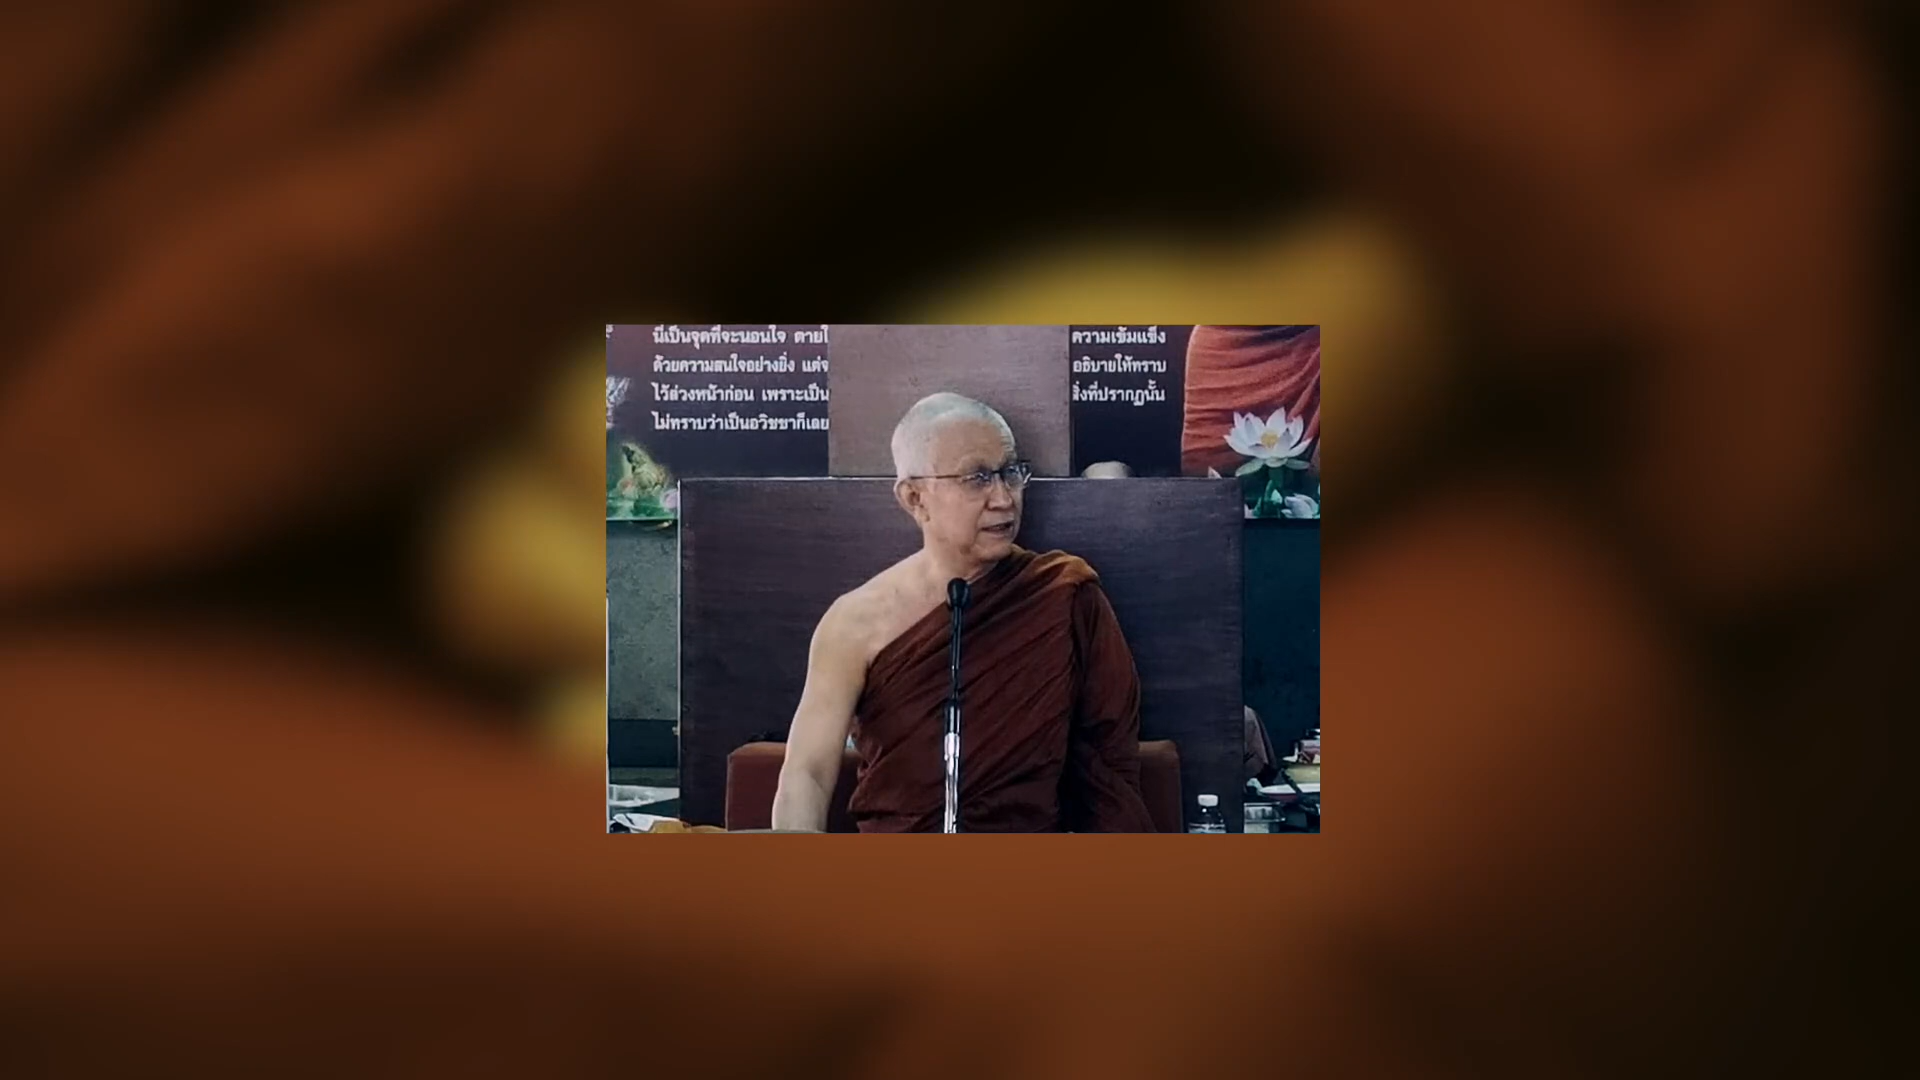 นี่เป็นจุดที่จะนอนใจ ตายใ
ด้วยความสนใจอย่างยิ่ง แต่จ
ไว้ล่วงหน้าก่อน เพราะเป็น
ไม่ทราบว่าเป็นอวิชชาก็เลย
ความเข้มแข็ง
อธิบายให้ทราบ
สิ่งที่ปรากฏนั้น